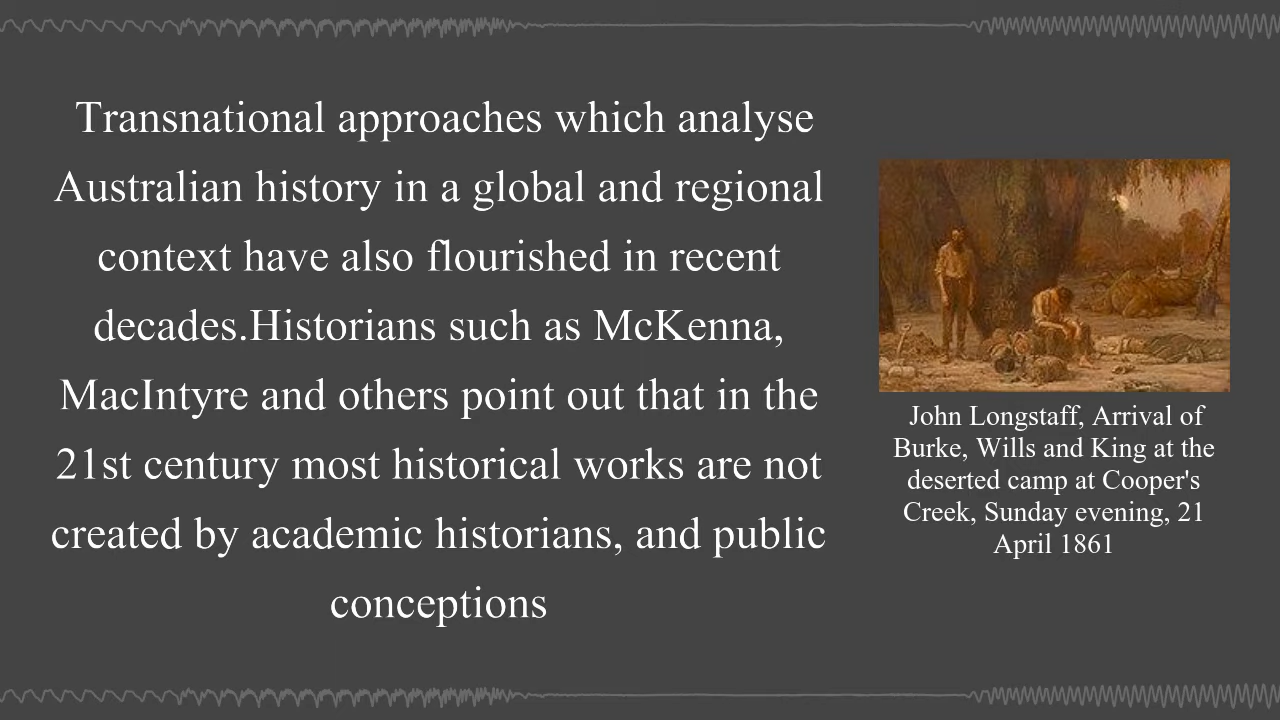 Transnational approaches which analyse
Australian history in a global and regional
context have also flourished in recent
decades.Historians such as McKenna,
MacIntyre and others point out that in the
21st century most historical works are not
created by academic historians, and public
conceptions
John Longstaff, Arrival of
Burke, Wills and King at the
deserted camp at Cooper's
Creek, Sunday evening, 21
April 1861